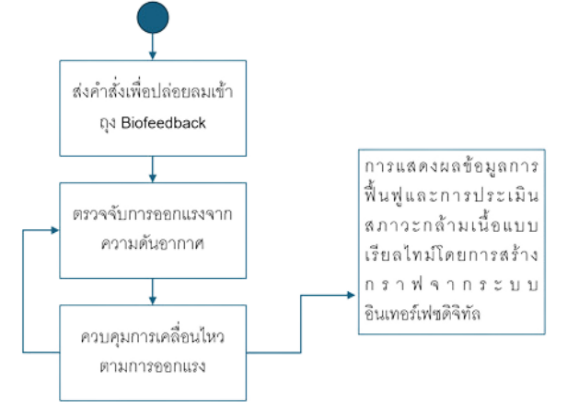 ส่งคำสั่งเพื่อปล่อยลมเข้า
ถุง Biofeedback
ตรวจจับการออกแรงจาก
ความดันอากาศ
ควบคุมการเคลื่อนไหว
ตามการออกแรง
การแสดงผลข้อมูลการ
ฟื้นฟูและการประเมิน
สภาวะกล้ามเนื้อแบบ
เรียลไทม์โดยการสร้าง
กราฟจากระบบ
อินเทอร์เฟซดิจิทัล